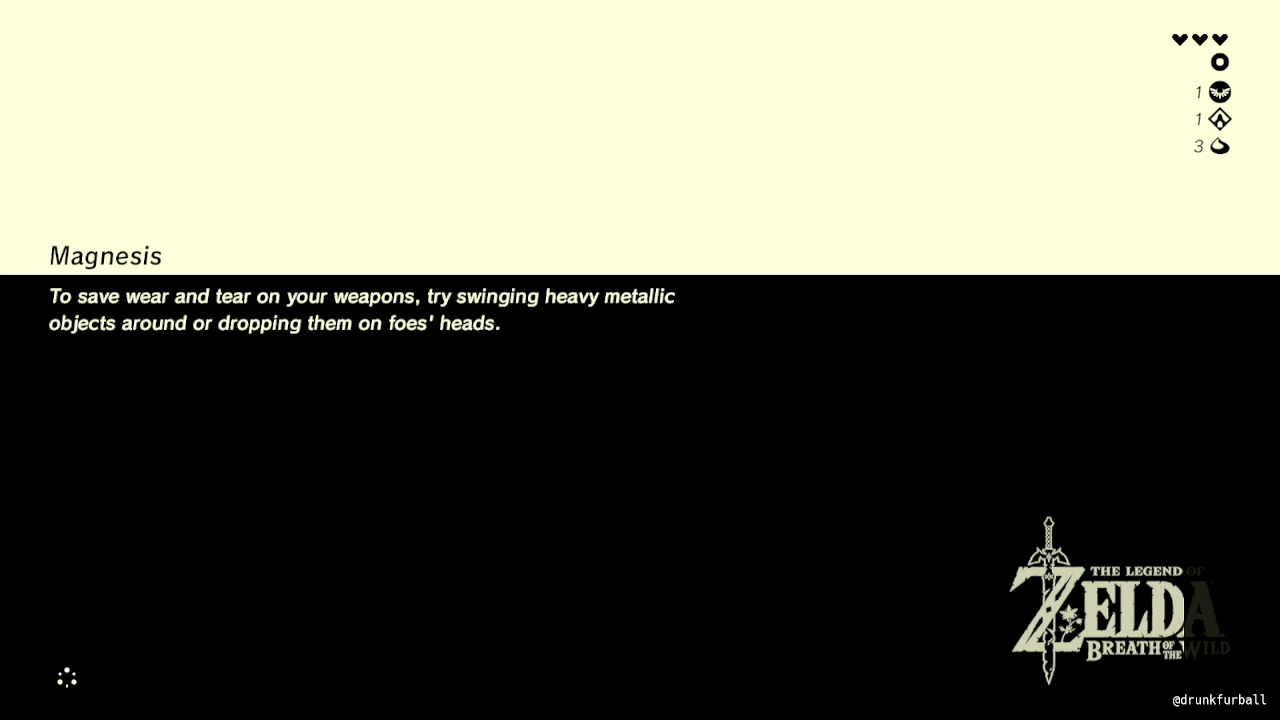 1
1
3
Magnesis
To save wear and tear on your weapons, try swinging heavy metallic
objects around or dropping them on foes' heads.
THE LEGEND OF
ZELDA
BREATH OF THE WILD
@drunkfurball